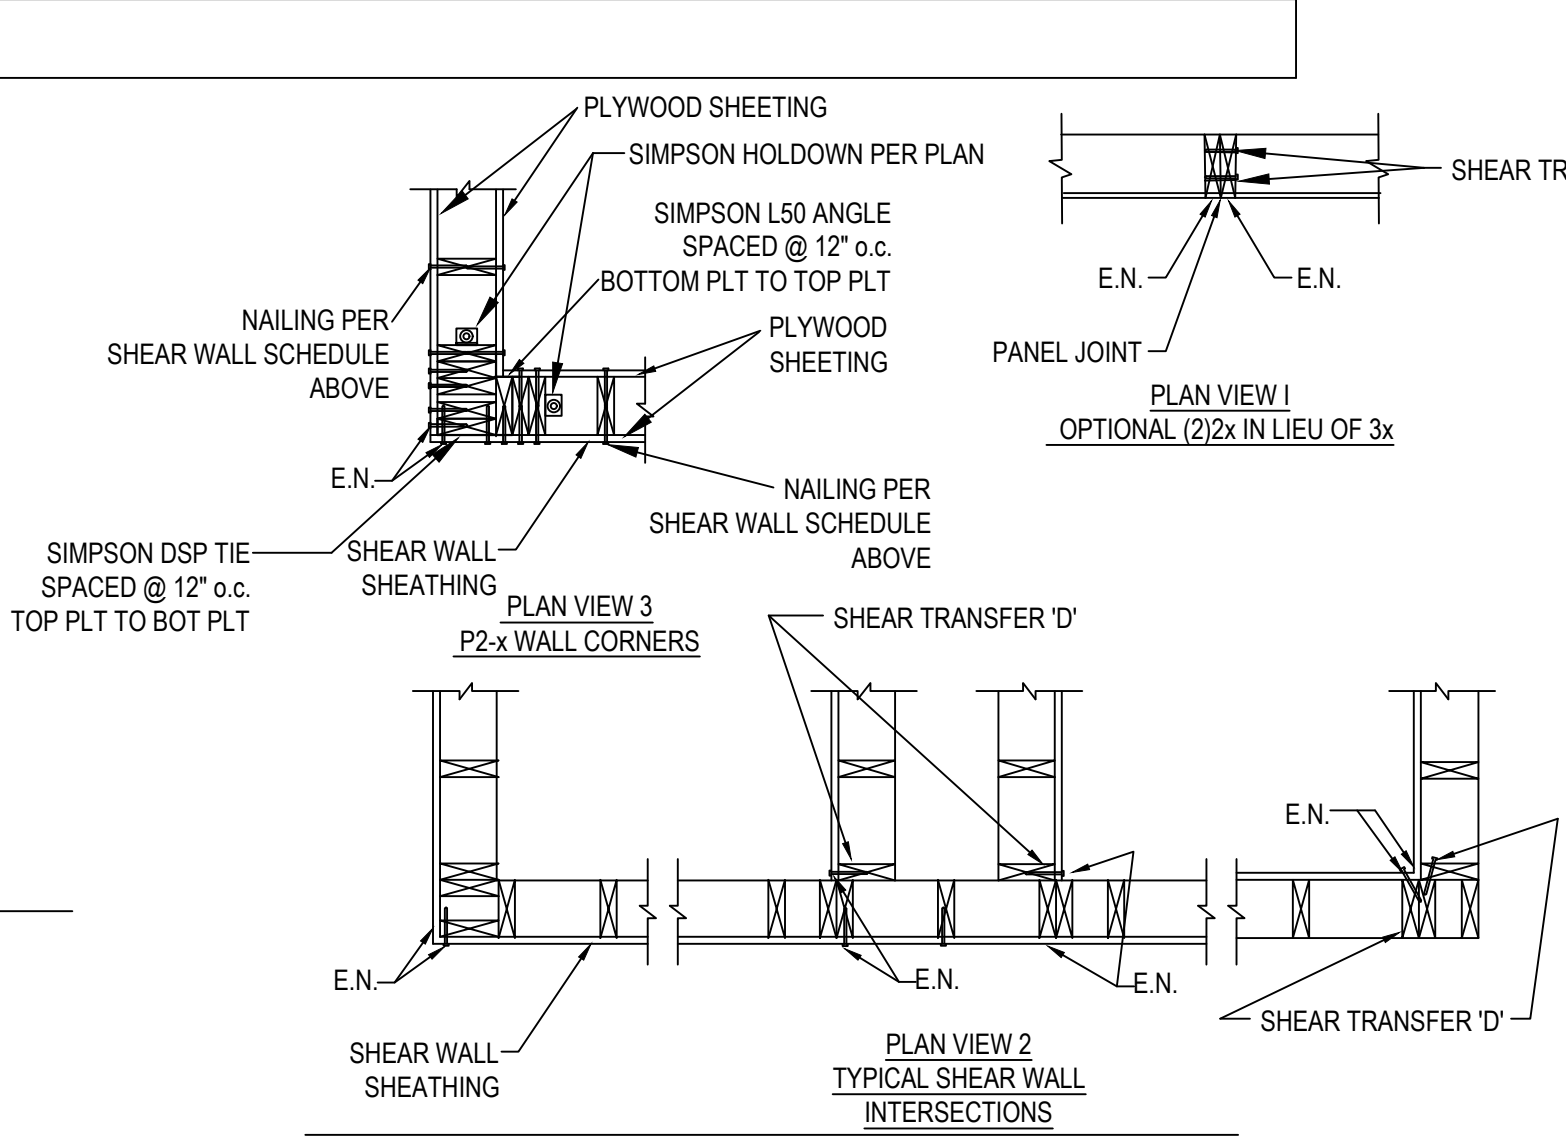 PLYWOOD SHEETING
SIMPSON HOLDOWN PER PLAN
SIMPSON L50 ANGLE
SPACED @ 12" o.c.
BOTTOM PLT TO TOP PLT
NAILING PER
SHEAR WALL SCHEDULE
ABOVE
PLYWOOD
SHEETING
E.N.
NAILING PER
SHEAR WALL SCHEDULE
ABOVE
SIMPSON DSP TIE
SPACED @ 12" o.c.
TOP PLT TO BOT PLT
SHEAR WALL
SHEATHING
PLAN VIEW 3
P2-x WALL CORNERS
SHEAR TR
E.N.
E.N.
PANEL JOINT
PLAN VIEW I
OPTIONAL (2)2x IN LIEU OF 3x
SHEAR TRANSFER 'D'
E.N.
E.N.
E.N.
E.N.
SHEAR TRANSFER 'D'
SHEAR WALL
SHEATHING
PLAN VIEW 2
TYPICAL SHEAR WALL
INTERSECTIONS